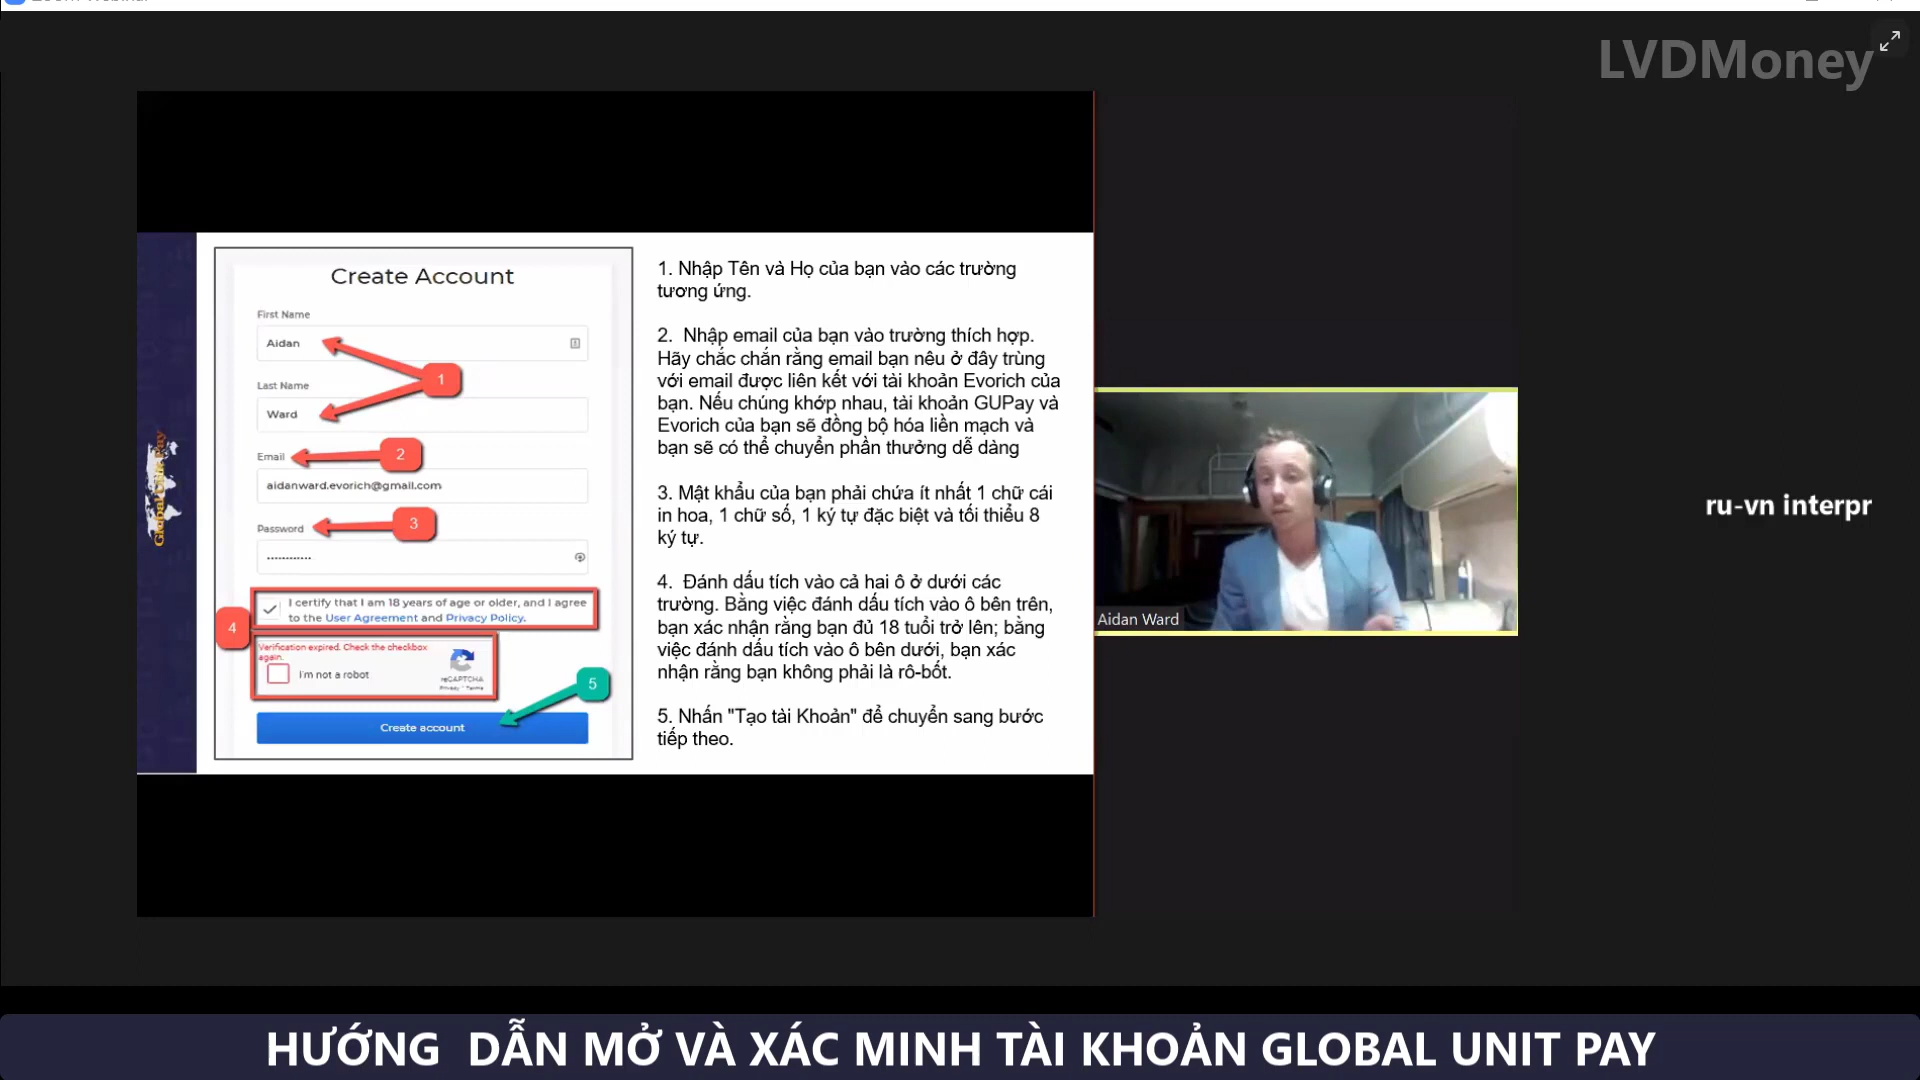 LVDMoney
Create Account
First Name
Aidan
1
Last Name
Ward
Email
2
aidanward.evorich@gmail.com
Password
3
I certify that I am 18 years of age or older, and I agree
to the User Agreement and Privacy Policy.
4
Verification expired. Check the checkbox
again.
I'm not a robot
reCAPTCHA
Privacy - Terms
5
Create account
1. Nhập Tên và Họ của bạn vào các trường
tương ứng.
2. Nhập email của bạn vào trường thích hợp.
Hãy chắc chắn rằng email bạn nêu ở đây trùng
với email được liên kết với tài khoản Evorich của
bạn. Nếu chúng khớp nhau, tài khoản GUPay và
Evorich của bạn sẽ đồng bộ hóa liền mạch và
bạn sẽ có thể chuyển phần thưởng dễ dàng
3. Mật khẩu của bạn phải chứa ít nhất 1 chữ cái
in hoa, 1 chữ số, 1 ký tự đặc biệt và tối thiểu 8
ký tự.
4. Đánh dấu tích vào cả hai ô ở dưới các
trường. Bằng việc đánh dấu tích vào ô bên trên,
bạn xác nhận rằng bạn đủ 18 tuổi trở lên; bằng
việc đánh dấu tích vào ô bên dưới, bạn xác
nhận rằng bạn không phải là rô-bốt.
5. Nhấn "Tạo tài Khoản" để chuyển sang bước
tiếp theo.
Aidan Ward
ru-vn interpr
HƯỚNG DẪN MỞ VÀ XÁC MINH TÀI KHOẢN GLOBAL UNIT PAY